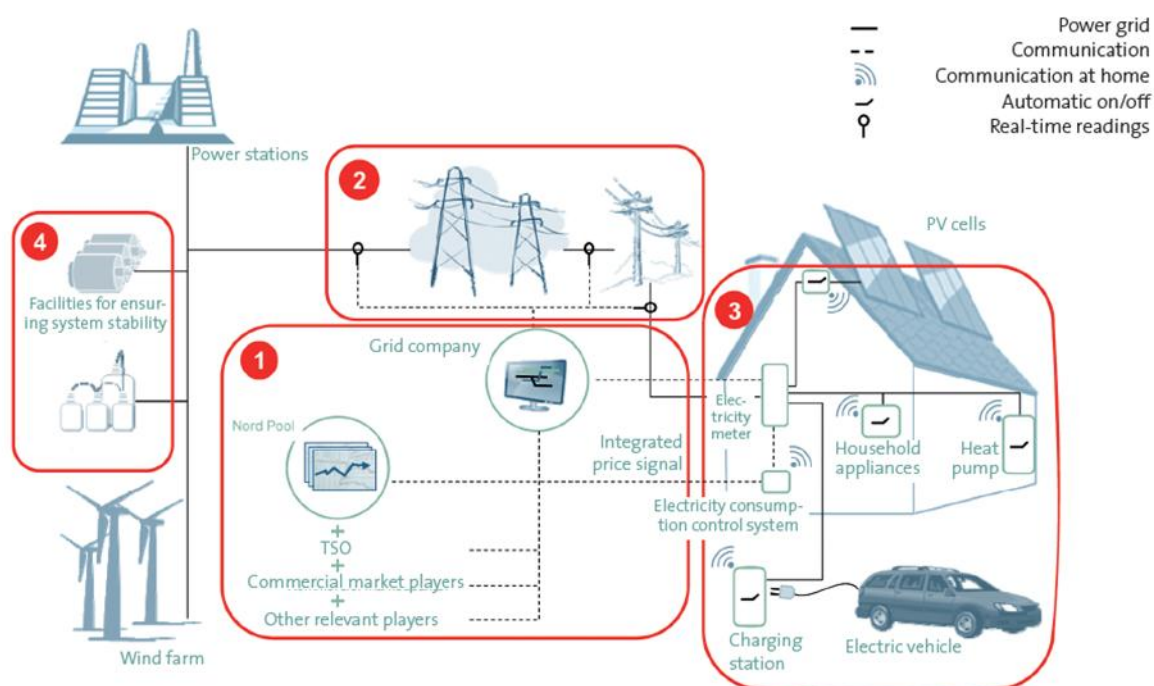 Power grid
Communication
Communication at home
Automatic on/off
Real-time readings
Power stations
2
4
Facilities for ensur-
ing system stability
PV cells
3
1
Grid company
Nord Pool
Elec-
tricity
meter
Integrated
price signal
Household
appliances
Heat
pump
Electricity consump-
tion control system
+
TSO
+
Commercial market players
+
Other relevant players
Wind farm
Charging
station
Electric vehicle